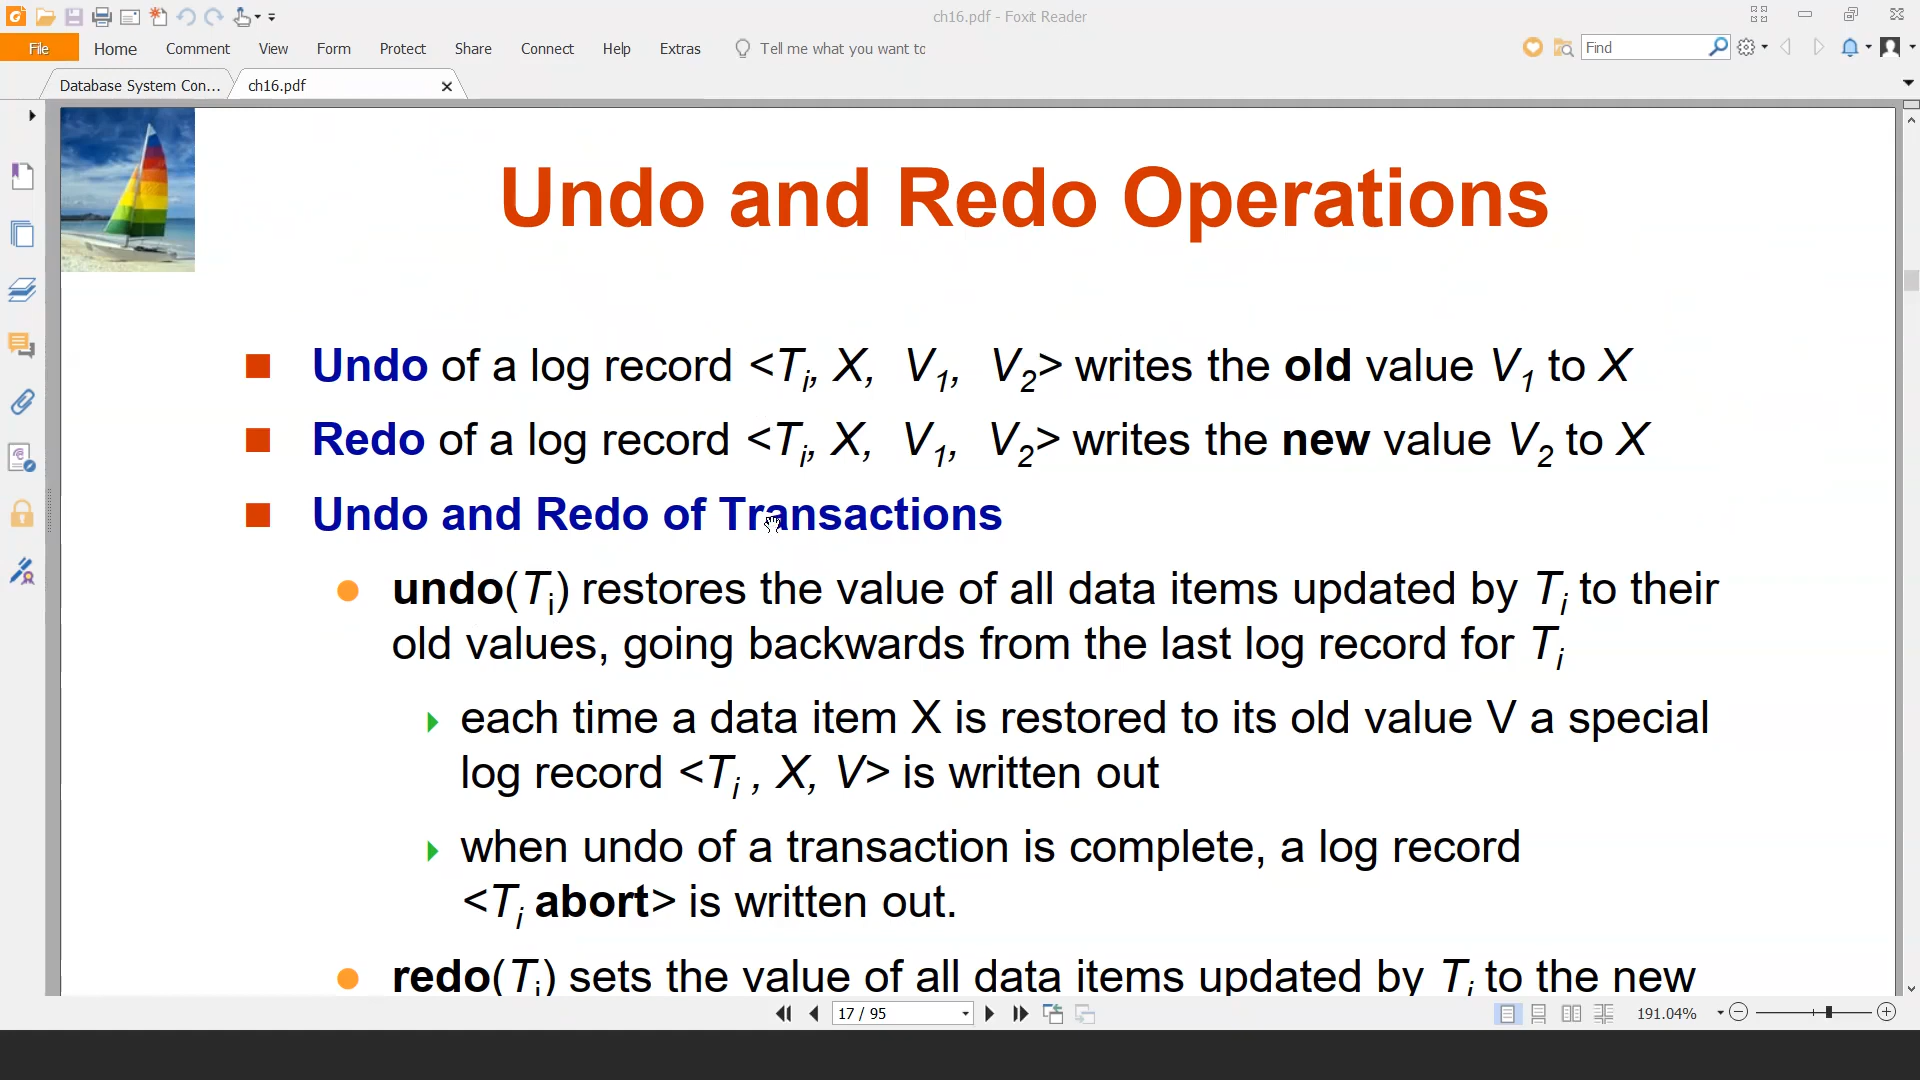 ch16.pdf - Foxit Reader
File Home Comment View Form Protect Share Connect Help Extras Tell me what you want to Find
Database System Con... ch16.pdf
Undo and Redo Operations
Undo of a log record <Ti, X, V1, V2> writes the old value V1 to X
Redo of a log record <Ti, X, V1, V2> writes the new value V2 to X
Undo and Redo of Transactions
undo(Ti) restores the value of all data items updated by Ti to their
old values, going backwards from the last log record for Ti
each time a data item X is restored to its old value V a special
log record <Ti , X, V> is written out
when undo of a transaction is complete, a log record
<Ti abort> is written out.
redo(Ti) sets the value of all data items updated by Ti to the new
17 / 95 191.04%